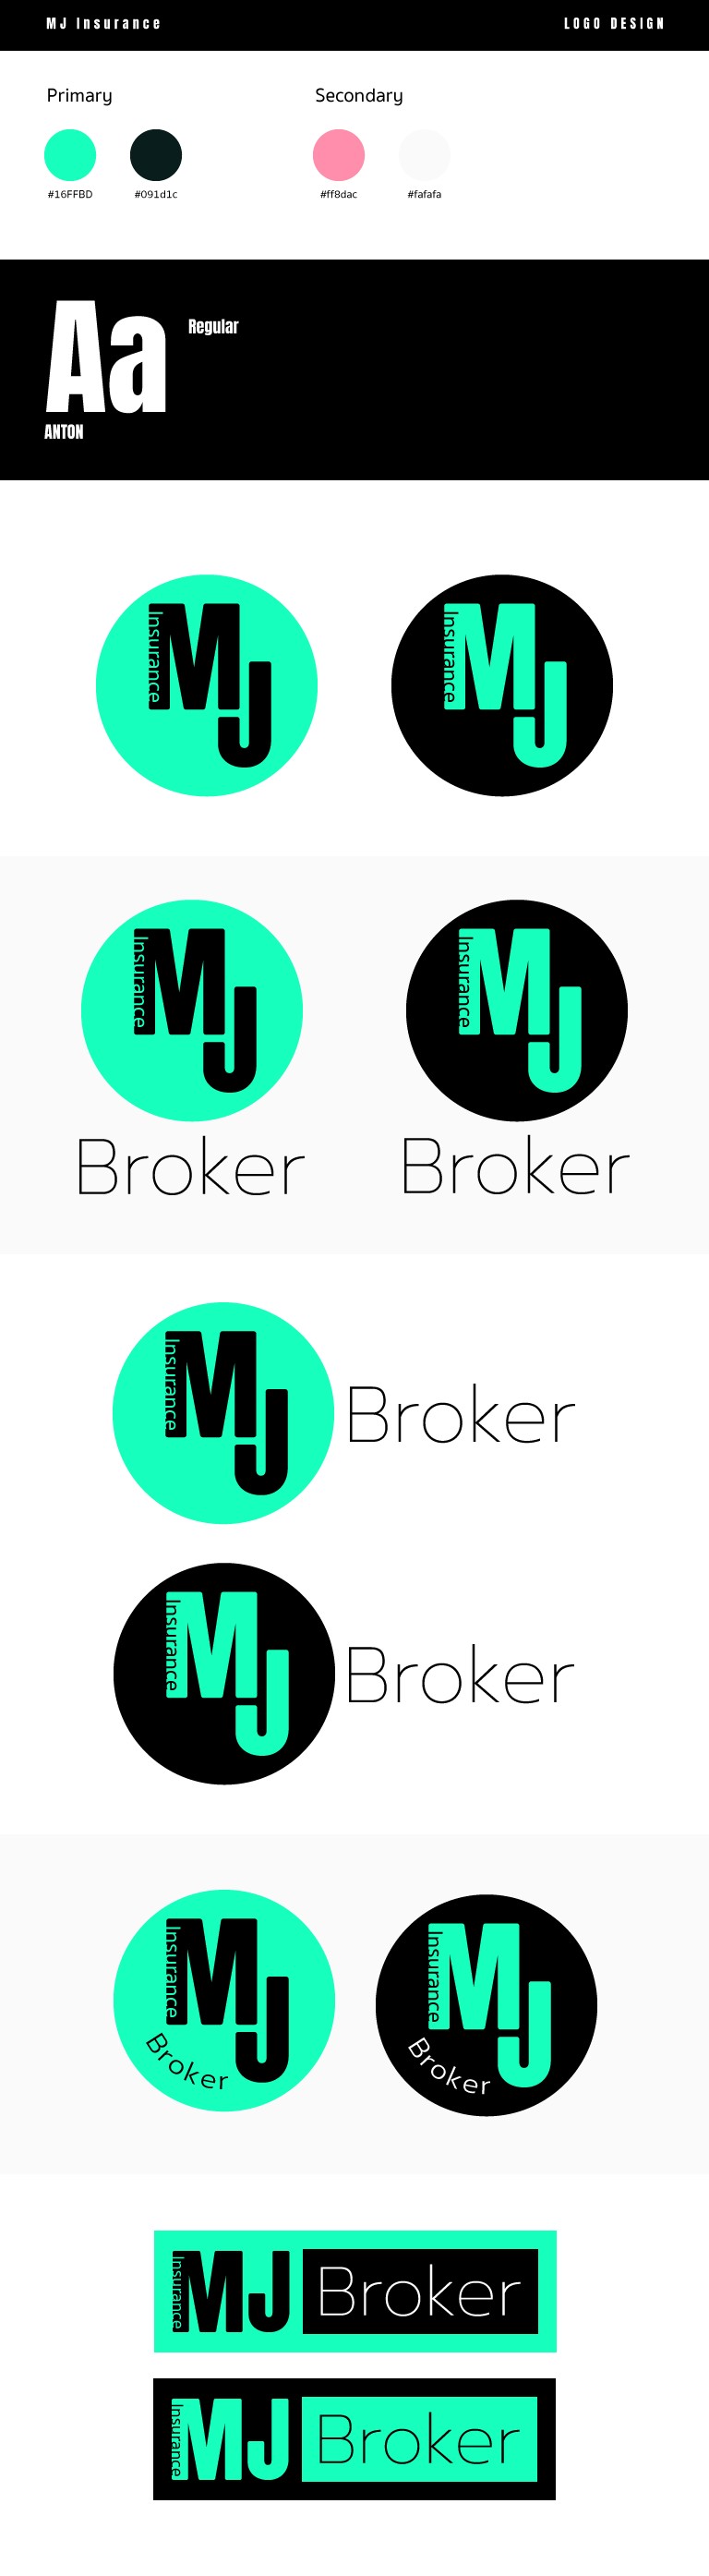 MJ Insurance
LOGO DESIGN
Primary
Secondary
#16FFBD
#091d1c
#ff8dac
#fafafa
Aa
Regular
ANTON
Insurance
MJ
Insurance
MJ
Insurance
MJ
Broker
Insurance
MJ
Broker
Insurance
MJ
Broker
Insurance
MJ
Broker
Insurance
MJ
Broker
Insurance
MJ
Broker
Insurance
MJ
Broker
Insurance
MJ
Broker